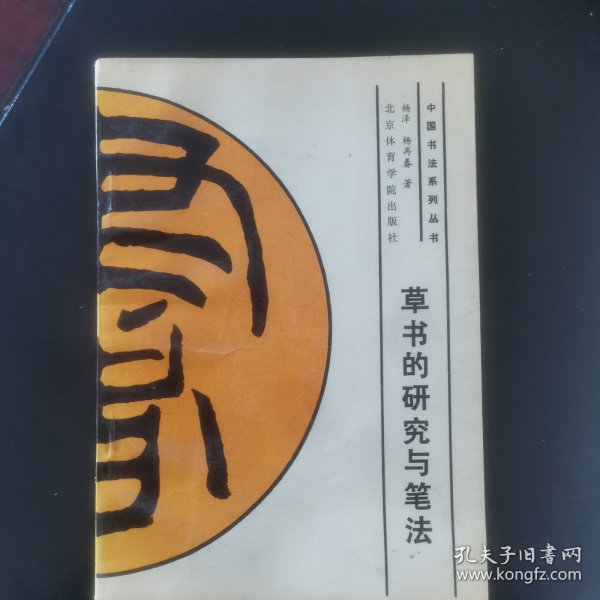 中国书法系列丛书
草书的研究与笔法
杨泽 杨再春 著
北京体育学院出版社
孔夫子旧书网
www.kongfz.com